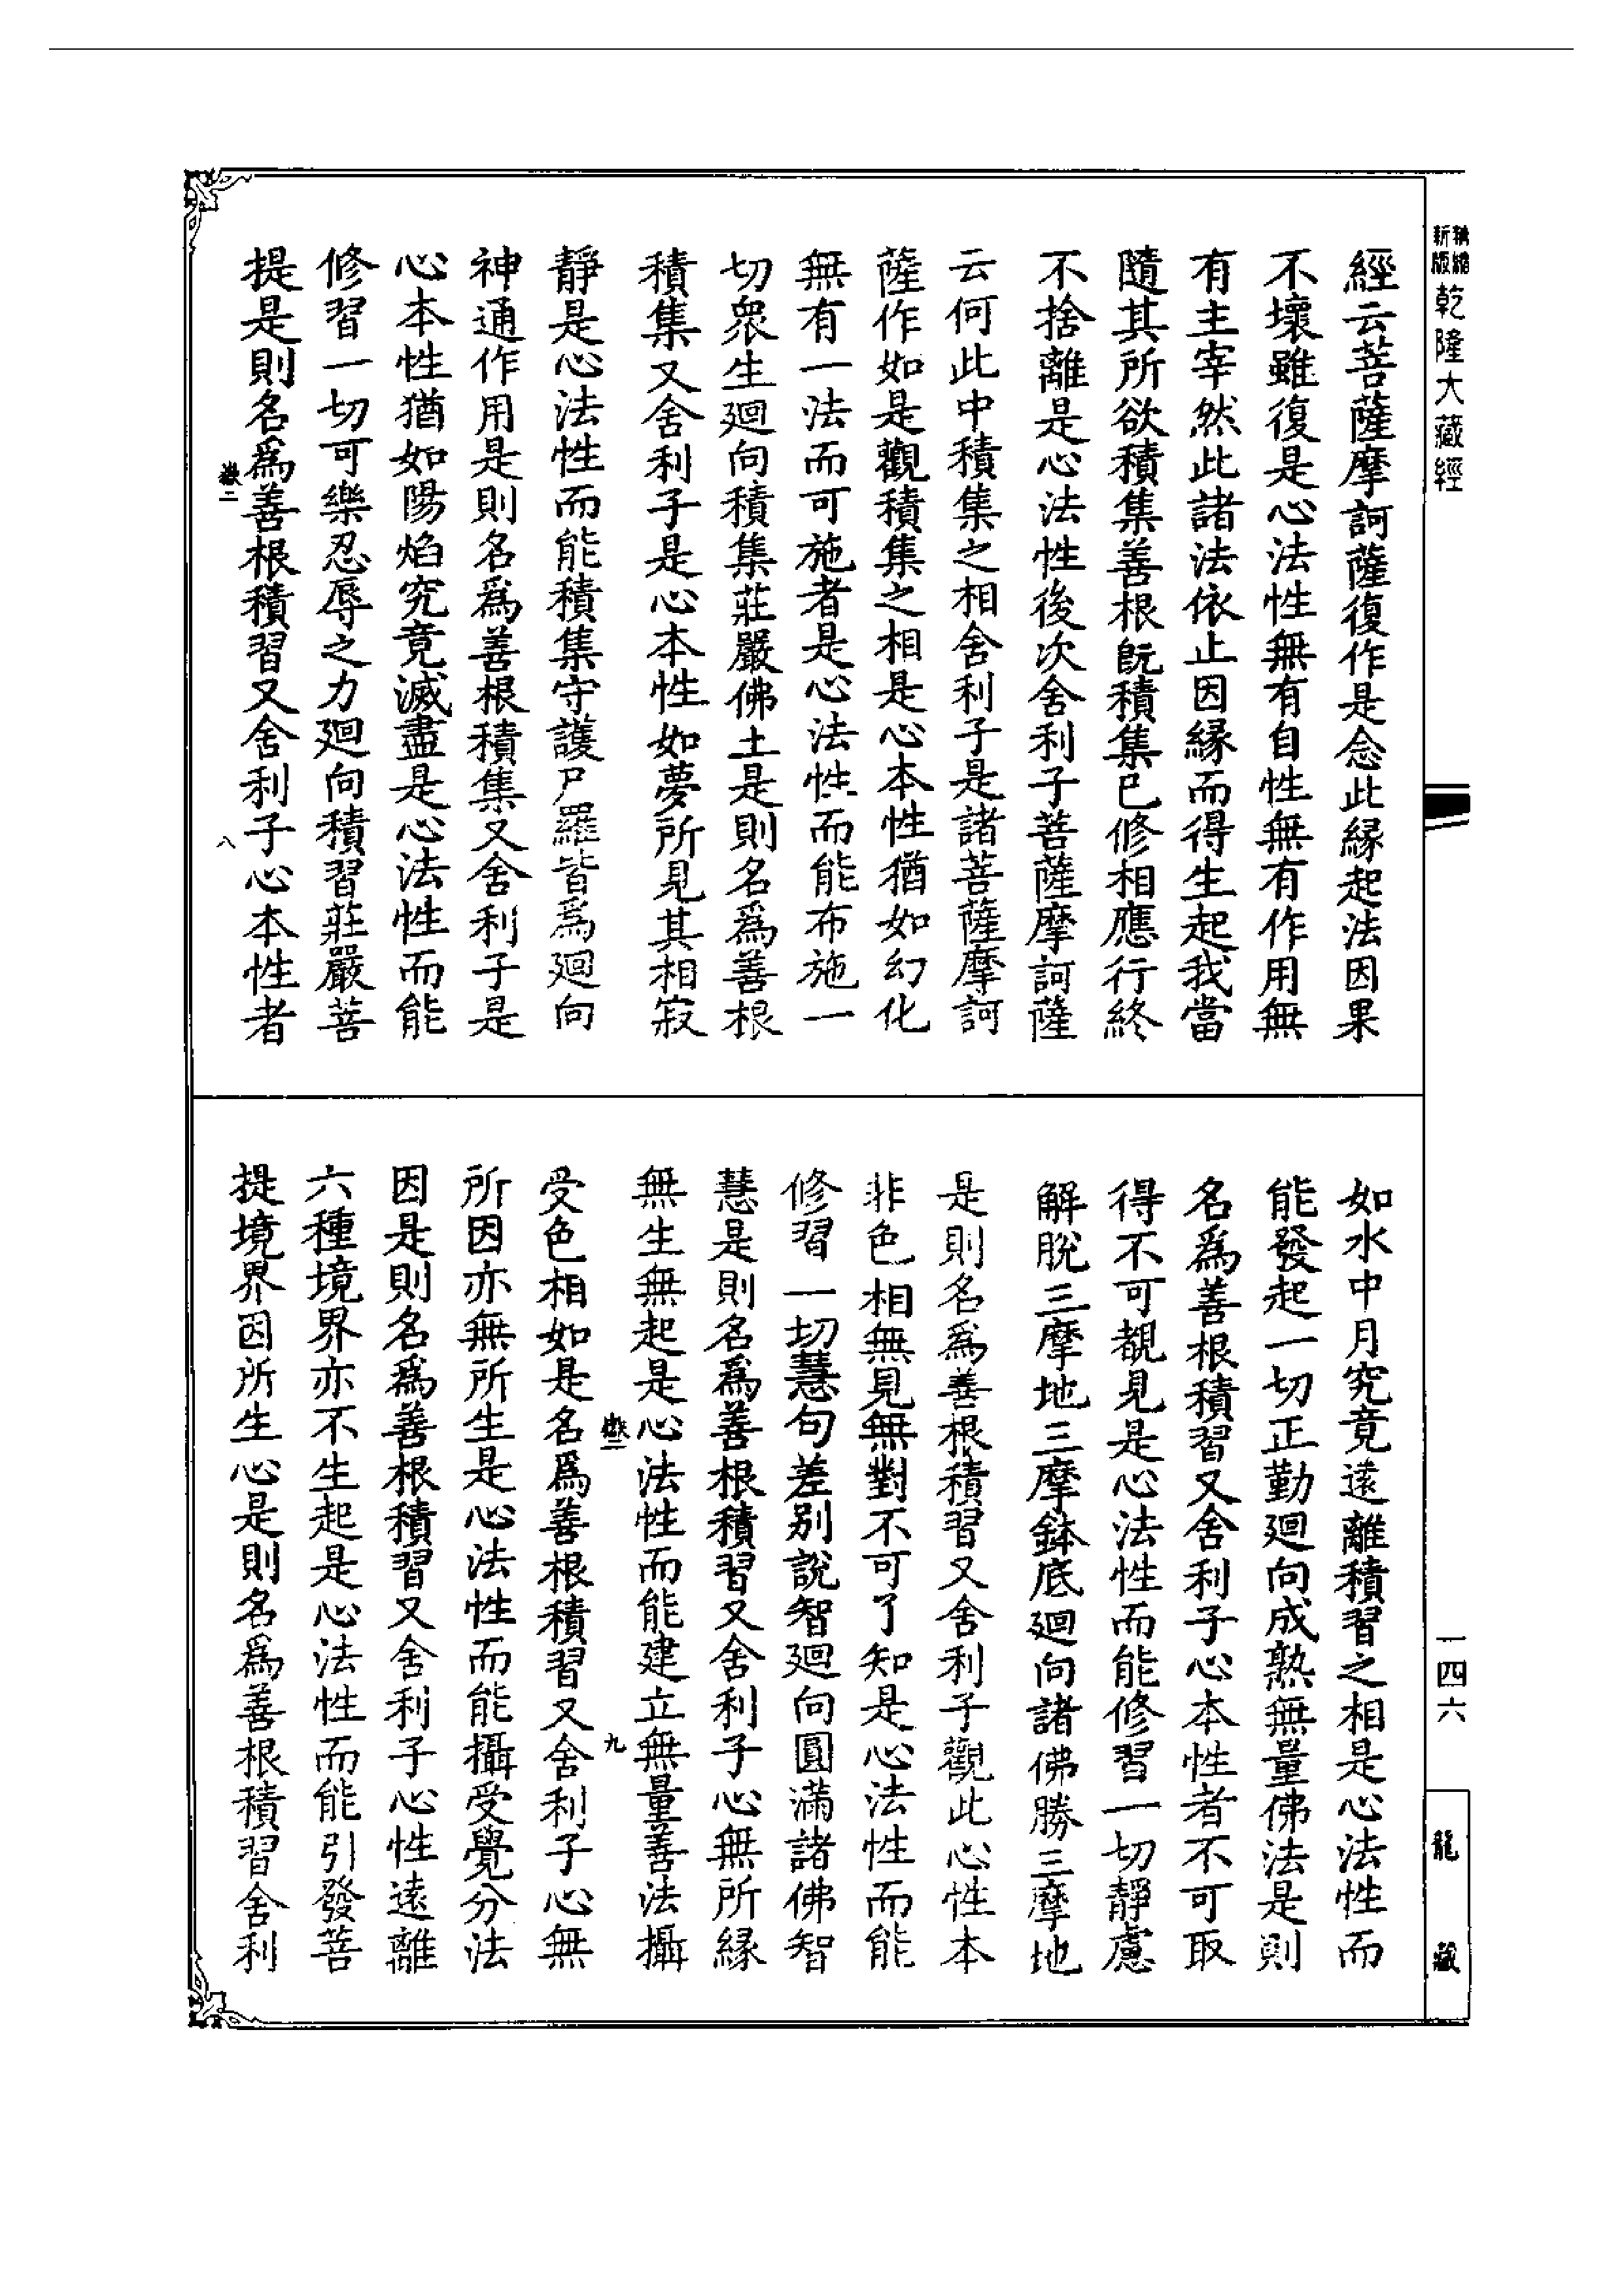 精縮新版乾隆大藏經
經云菩薩摩訶薩復作是念此緣起法因果
不壞雖復是心法性無有自性無有作用無
有主宰然此諸法依止因緣而得生起我當
隨其所欲積集善根旣積集已修相應行終
不捨離是心法性後次舍利子菩薩摩訶薩
云何此中積集之相舍利子是諸菩薩摩訶
薩作如是觀積集之相是心本性猶如幻化
無有一法而可施者是心法性而能布施一
切衆生迴向積集莊嚴佛土是則名爲善根
積集又舍利子是心本性如夢所見其相寂
靜是心法性而能積集守護尸羅皆爲迴向
神通作用是則名爲善根積集又舍利子是
心本性猶如陽焰究竟滅盡是心法性而能
修習一切可樂忍辱之力迴向積習莊嚴菩
提是則名爲善根積習又舍利子心本性者
八
如水中月究竟遠離積習之相是心法性而
能發起一切正勤迴向成熟無量佛法是則
名爲善根積習又舍利子心本性者不可取
得不可覩見是心法性而能修習一切靜慮
解脫三摩地三摩鉢底迴向諸佛勝三摩地
是則名爲善根積習又舍利子觀此心性本
非色相無見無對不可了知是心法性而能
修習一切慧句差別說智迴向圓滿諸佛智
慧是則名爲善根積習又舍利子心無所緣
無生無起是心法性而能建立無量善法攝
九
受色相如是名爲善根積習又舍利子心無
所因亦無所生是心法性而能攝受覺分法
因是則名爲善根積習又舍利子心性遠離
六種境界亦不生起是心法性而能引發菩
提境界因所生心是則名爲善根積習舍利
一四六
龍藏